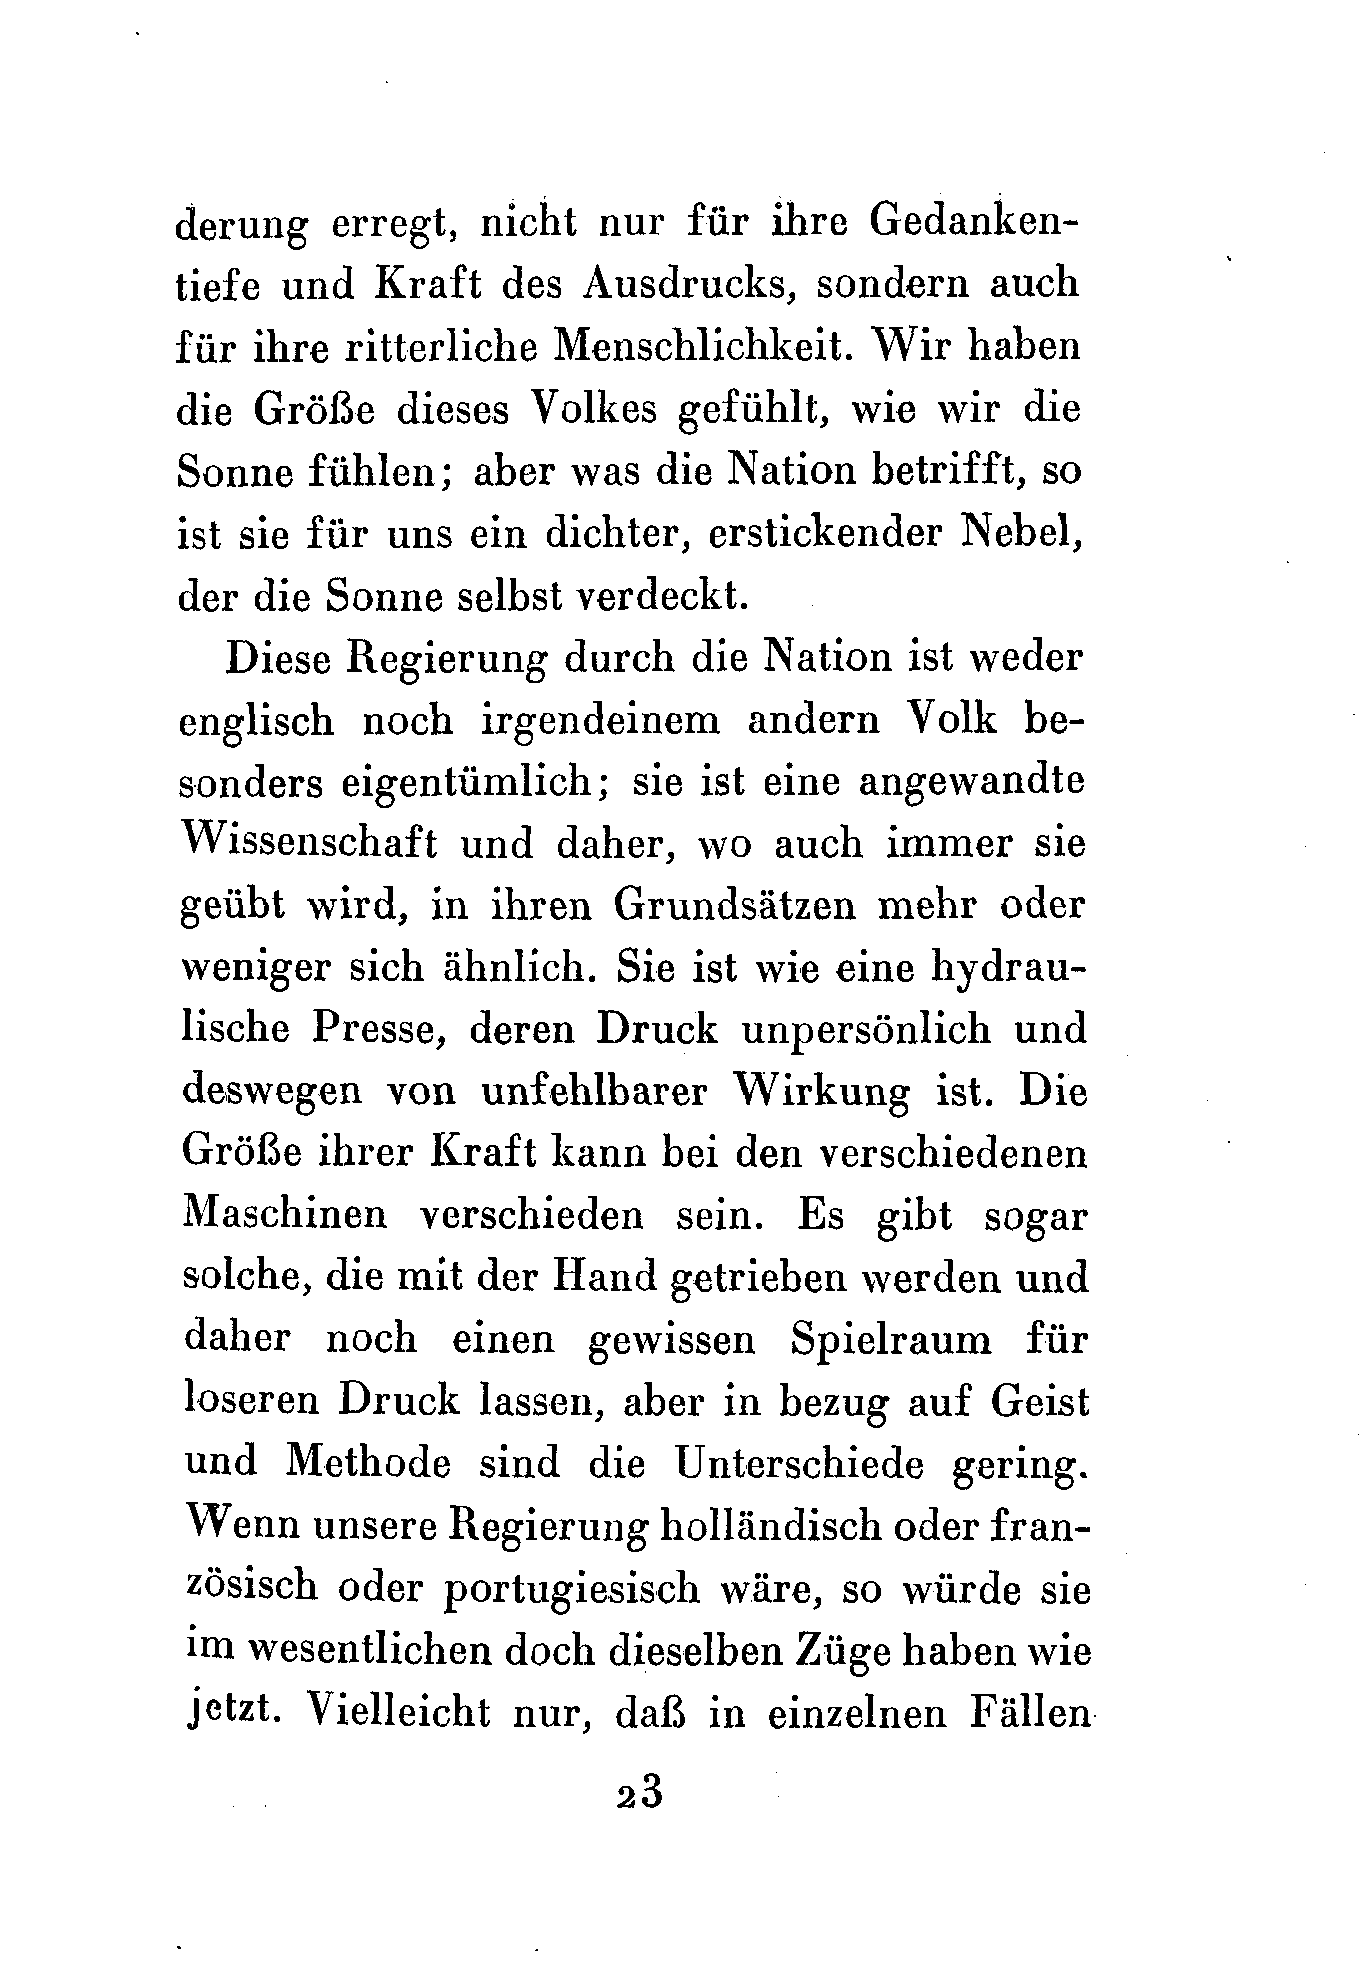 derung erregt, nicht nur für ihre Gedanken-
tiefe und Kraft des Ausdrucks, sondern auch
für ihre ritterliche Menschlichkeit. Wir haben
die Größe dieses Volkes gefühlt, wie wir die
Sonne fühlen; aber was die Nation betrifft, so
ist sie für uns ein dichter, erstickender Nebel,
der die Sonne selbst verdeckt.
Diese Regierung durch die Nation ist weder
englisch noch irgendeinem andern Volk be-
sonders eigentümlich; sie ist eine angewandte
Wissenschaft und daher, wo auch immer sie
geübt wird, in ihren Grundsätzen mehr oder
weniger sich ähnlich. Sie ist wie eine hydrau-
lische Presse, deren Druck unpersönlich und
deswegen von unfehlbarer Wirkung ist. Die
Größe ihrer Kraft kann bei den verschiedenen
Maschinen verschieden sein. Es gibt sogar
solche, die mit der Hand getrieben werden und
daher noch einen gewissen Spielraum für
loseren Druck lassen, aber in bezug auf Geist
und Methode sind die Unterschiede gering.
Wenn unsere Regierung holländisch oder fran-
zösisch oder portugiesisch wäre, so würde sie
im wesentlichen doch dieselben Züge haben wie
jetzt. Vielleicht nur, daß in einzelnen Fällen
23